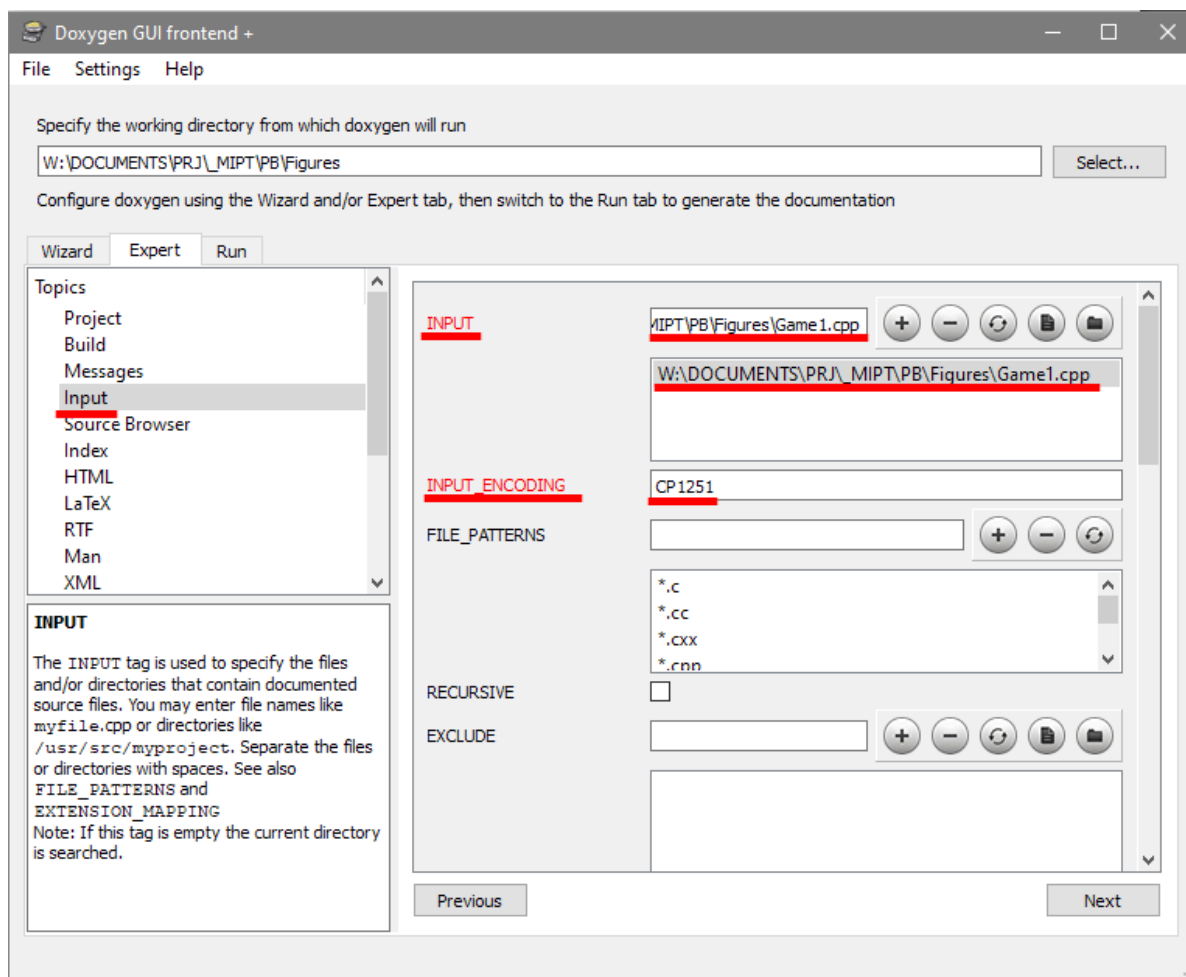 Doxygen GUI frontend +
File Settings Help
Specify the working directory from which doxygen will run
W:\DOCUMENTS\PRJ\_MIPT\PB\Figures
Select...
Configure doxygen using the Wizard and/or Expert tab, then switch to the Run tab to generate the documentation
Wizard Expert Run
Topics
Project
Build
Messages
Input
Source Browser
Index
HTML
LaTeX
RTF
Man
XML
INPUT
The INPUT tag is used to specify the files
and/or directories that contain documented
source files. You may enter file names like
myfile.cpp or directories like
/usr/src/myproject. Separate the files
or directories with spaces. See also
FILE_PATTERNS and
EXTENSION_MAPPING
Note: If this tag is empty the current directory
is searched.
INPUT
MIPT\PB\Figures\Game1.cpp
W:\DOCUMENTS\PRJ\_MIPT\PB\Figures\Game1.cpp
INPUT_ENCODING
CP1251
FILE_PATTERNS
*.c
*.cc
*.cxx
*.cpp
RECURSIVE
EXCLUDE
Previous
Next